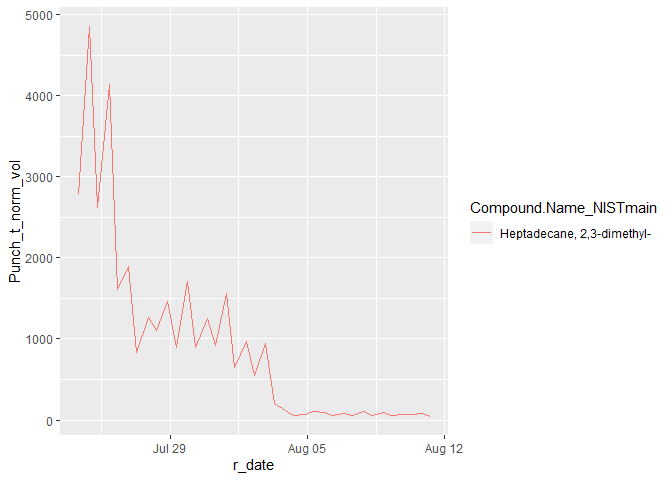 5000
4000
3000
2000
1000
0
Punch_t_norm_vol
Jul 29
Aug 05
Aug 12
r_date
Compound.Name_NISTmain
Heptadecane, 2,3-dimethyl-